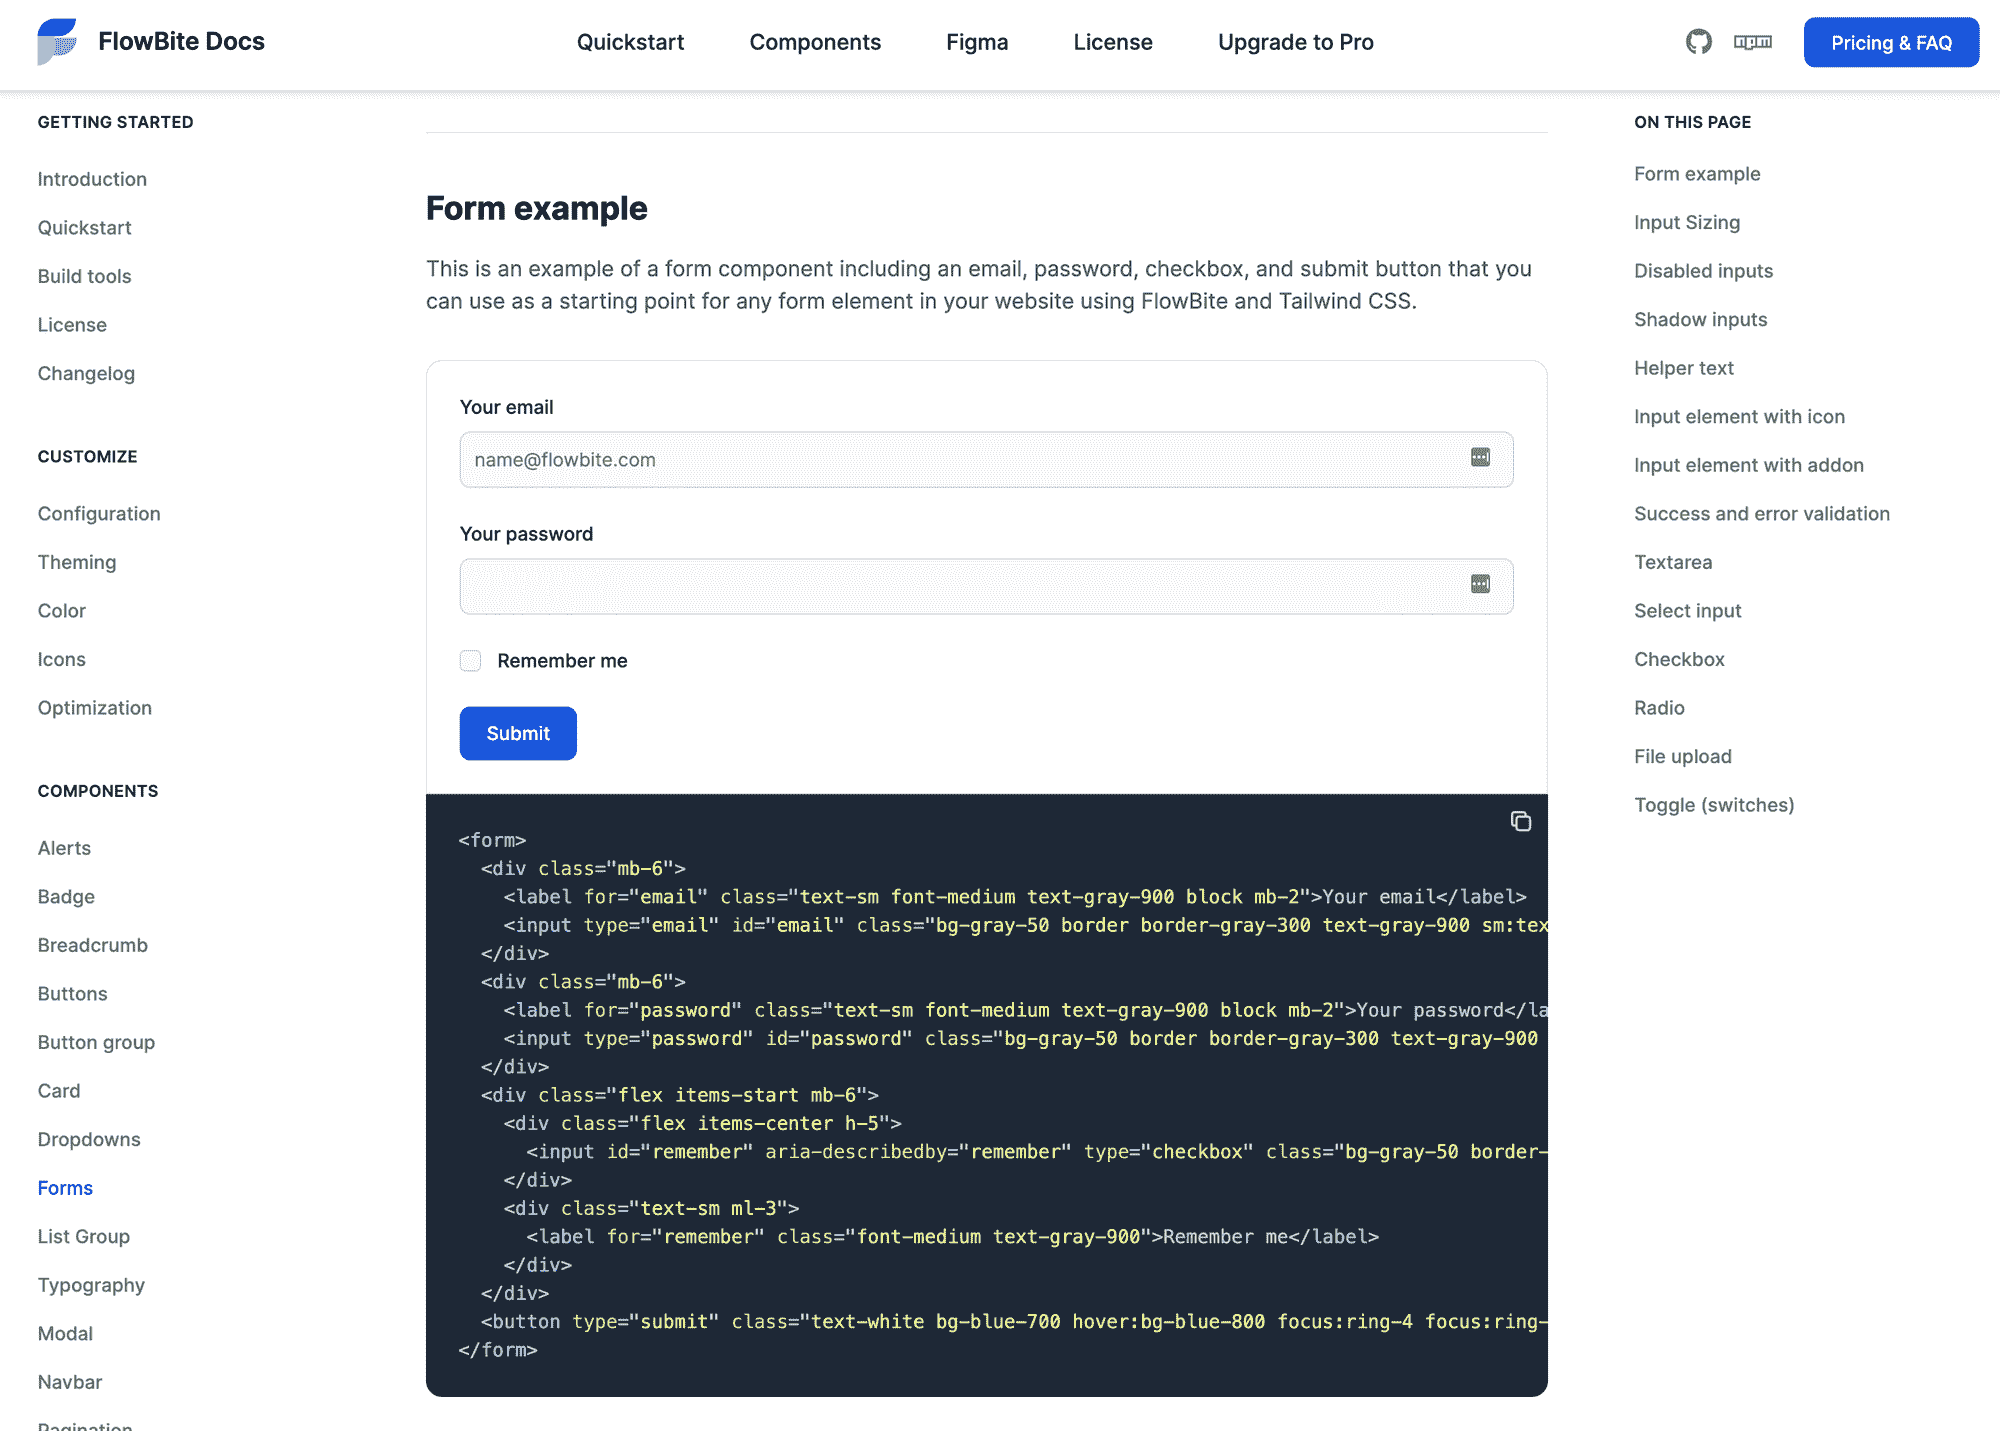 FlowBite Docs
Quickstart
Components
Figma
License
Upgrade to Pro
npm
Pricing & FAQ
GETTING STARTED
Introduction
Quickstart
Build tools
License
Changelog
CUSTOMIZE
Configuration
Theming
Color
Icons
Optimization
COMPONENTS
Alerts
Badge
Breadcrumb
Buttons
Button group
Card
Dropdowns
Forms
List Group
Typography
Modal
Navbar
Pagination
Form example
This is an example of a form component including an email, password, checkbox, and submit button that you
can use as a starting point for any form element in your website using FlowBite and Tailwind CSS.
Your email
name@flowbite.com
Your password
Remember me
Submit
<form>
  <div class="mb-6">
    <label for="email" class="text-sm font-medium text-gray-900 block mb-2">Your email</label>
    <input type="email" id="email" class="bg-gray-50 border border-gray-300 text-gray-900 sm:tex
  </div>
  <div class="mb-6">
    <label for="password" class="text-sm font-medium text-gray-900 block mb-2">Your password</la
    <input type="password" id="password" class="bg-gray-50 border border-gray-300 text-gray-900
  </div>
  <div class="flex items-start mb-6">
    <div class="flex items-center h-5">
      <input id="remember" aria-describedby="remember" type="checkbox" class="bg-gray-50 border-
    </div>
    <div class="text-sm ml-3">
      <label for="remember" class="font-medium text-gray-900">Remember me</label>
    </div>
  </div>
  <button type="submit" class="text-white bg-blue-700 hover:bg-blue-800 focus:ring-4 focus:ring-
</form>
ON THIS PAGE
Form example
Input Sizing
Disabled inputs
Shadow inputs
Helper text
Input element with icon
Input element with addon
Success and error validation
Textarea
Select input
Checkbox
Radio
File upload
Toggle (switches)